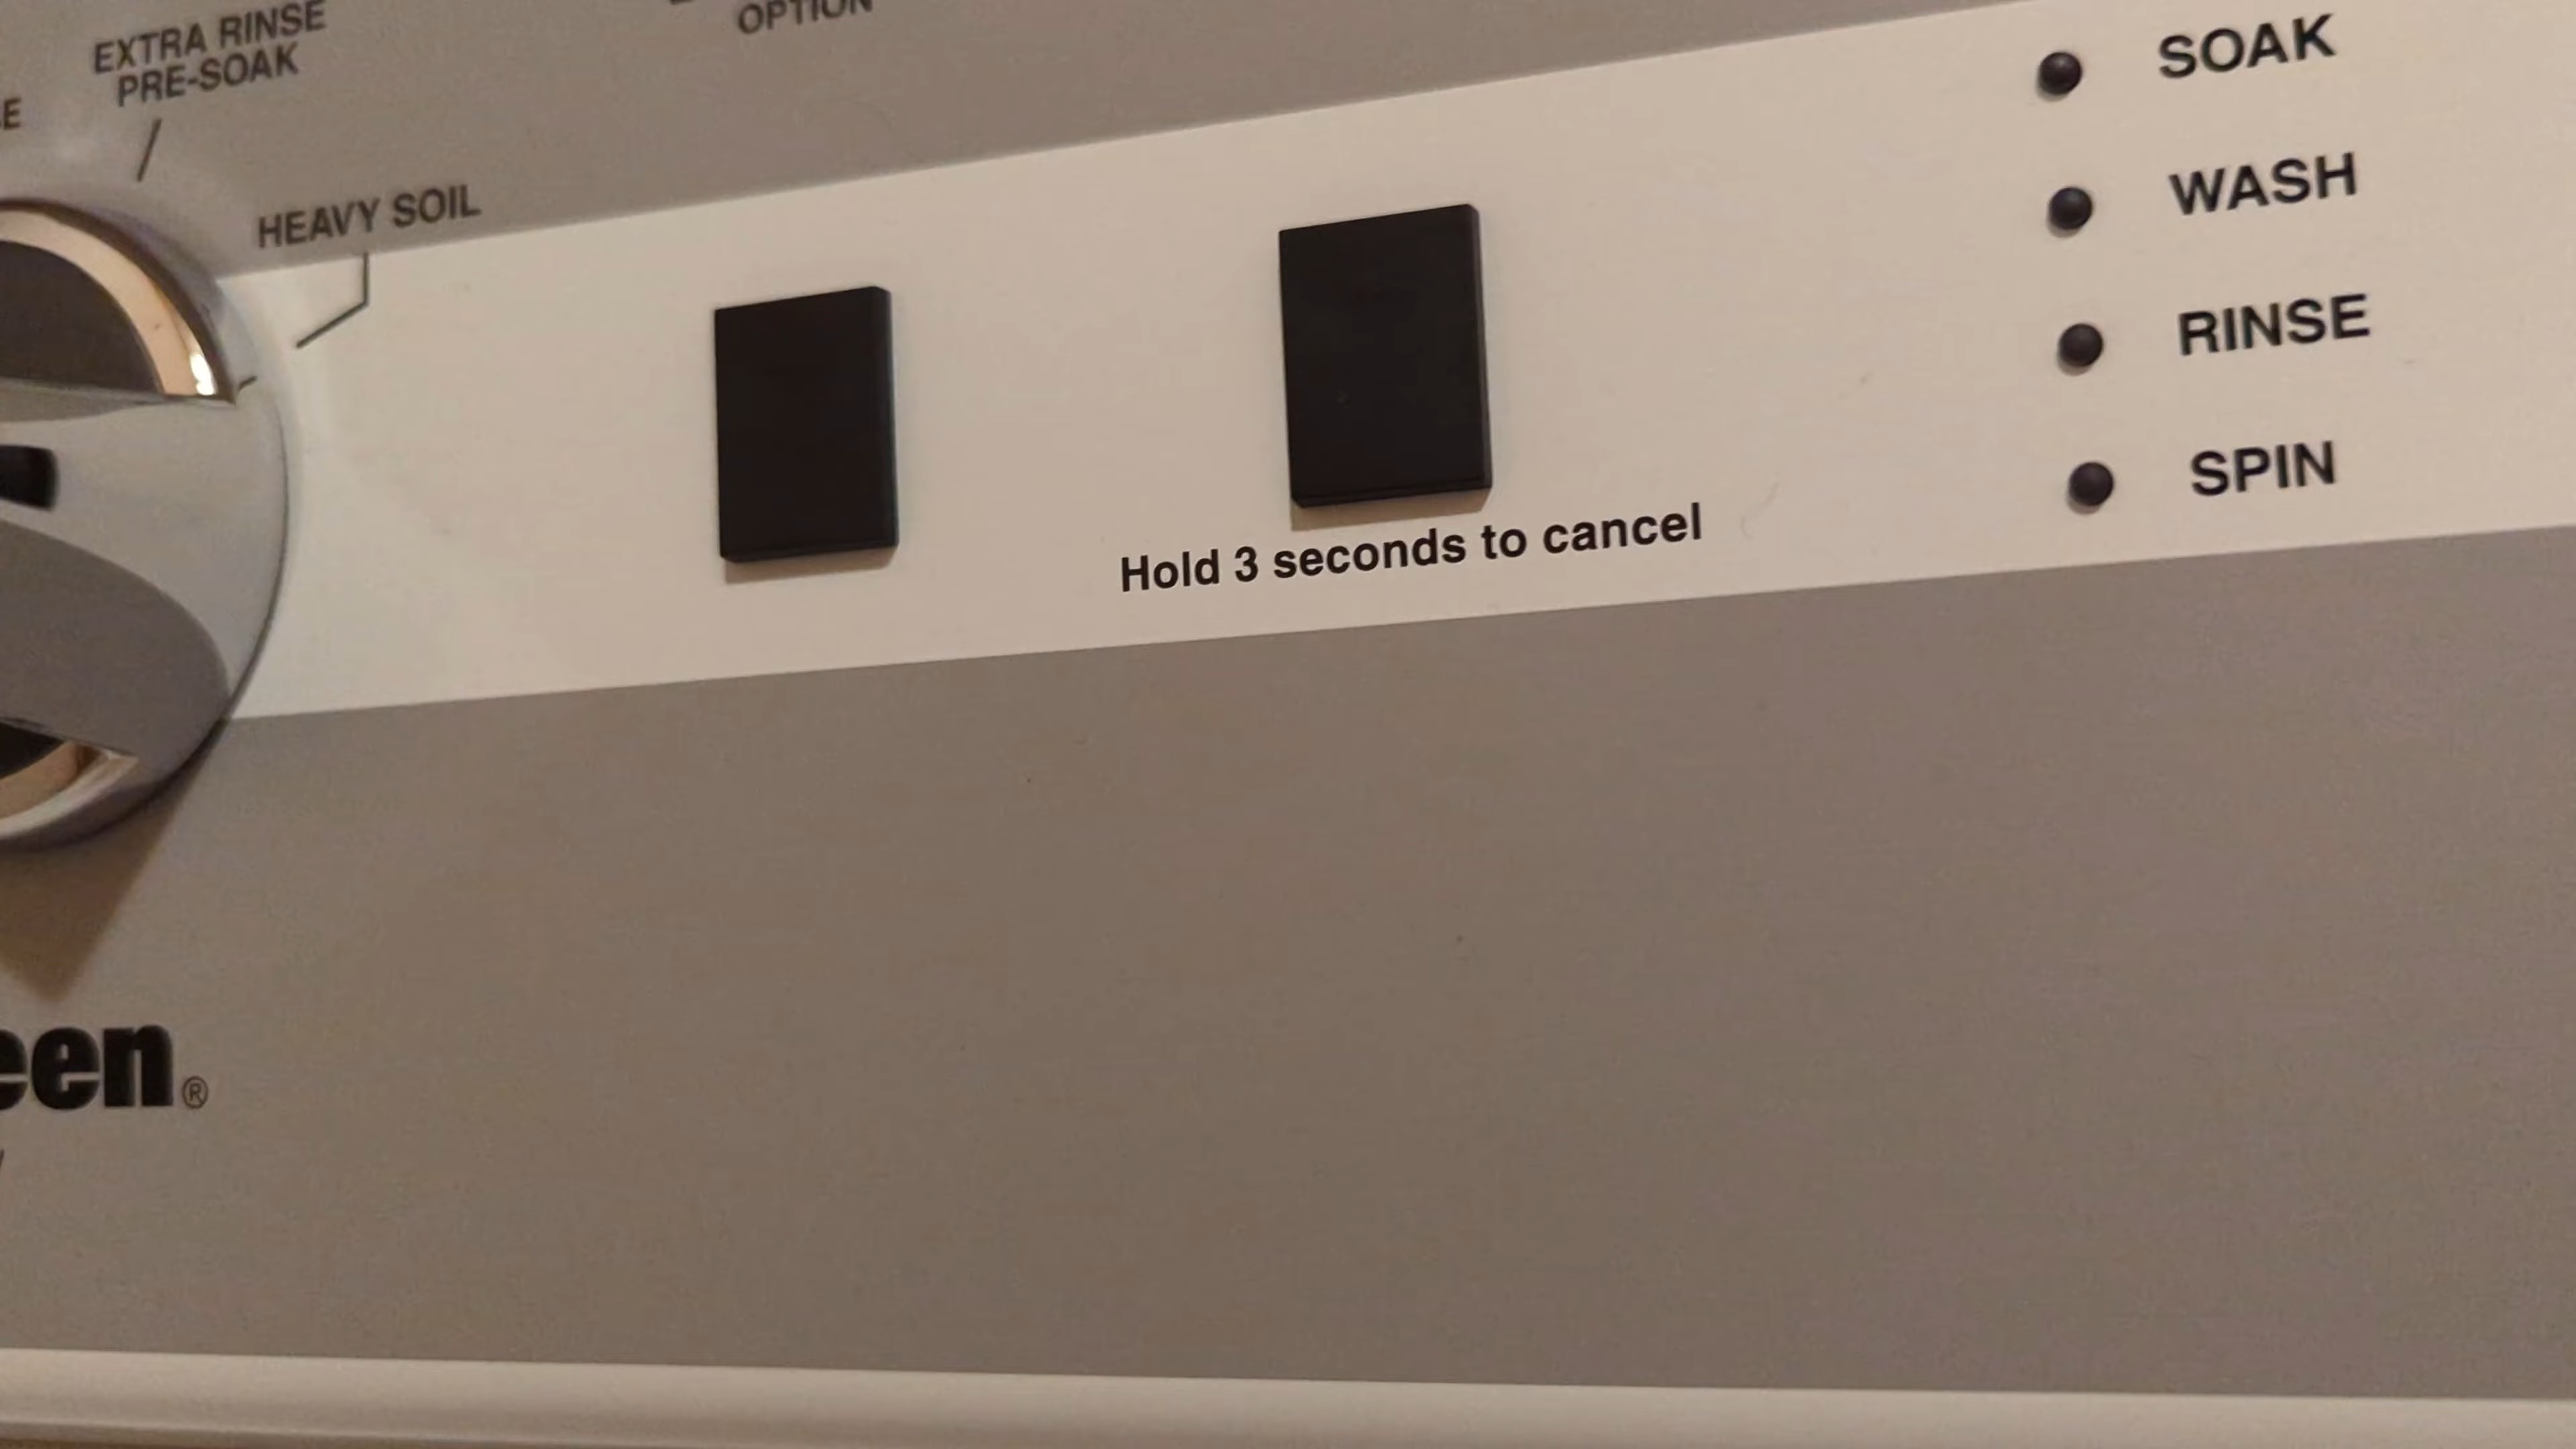 EXTRA RINSE
PRE-SOAK
HEAVY SOIL
OPTION
Hold 3 seconds to cancel
SOAK
WASH
RINSE
SPIN
een®